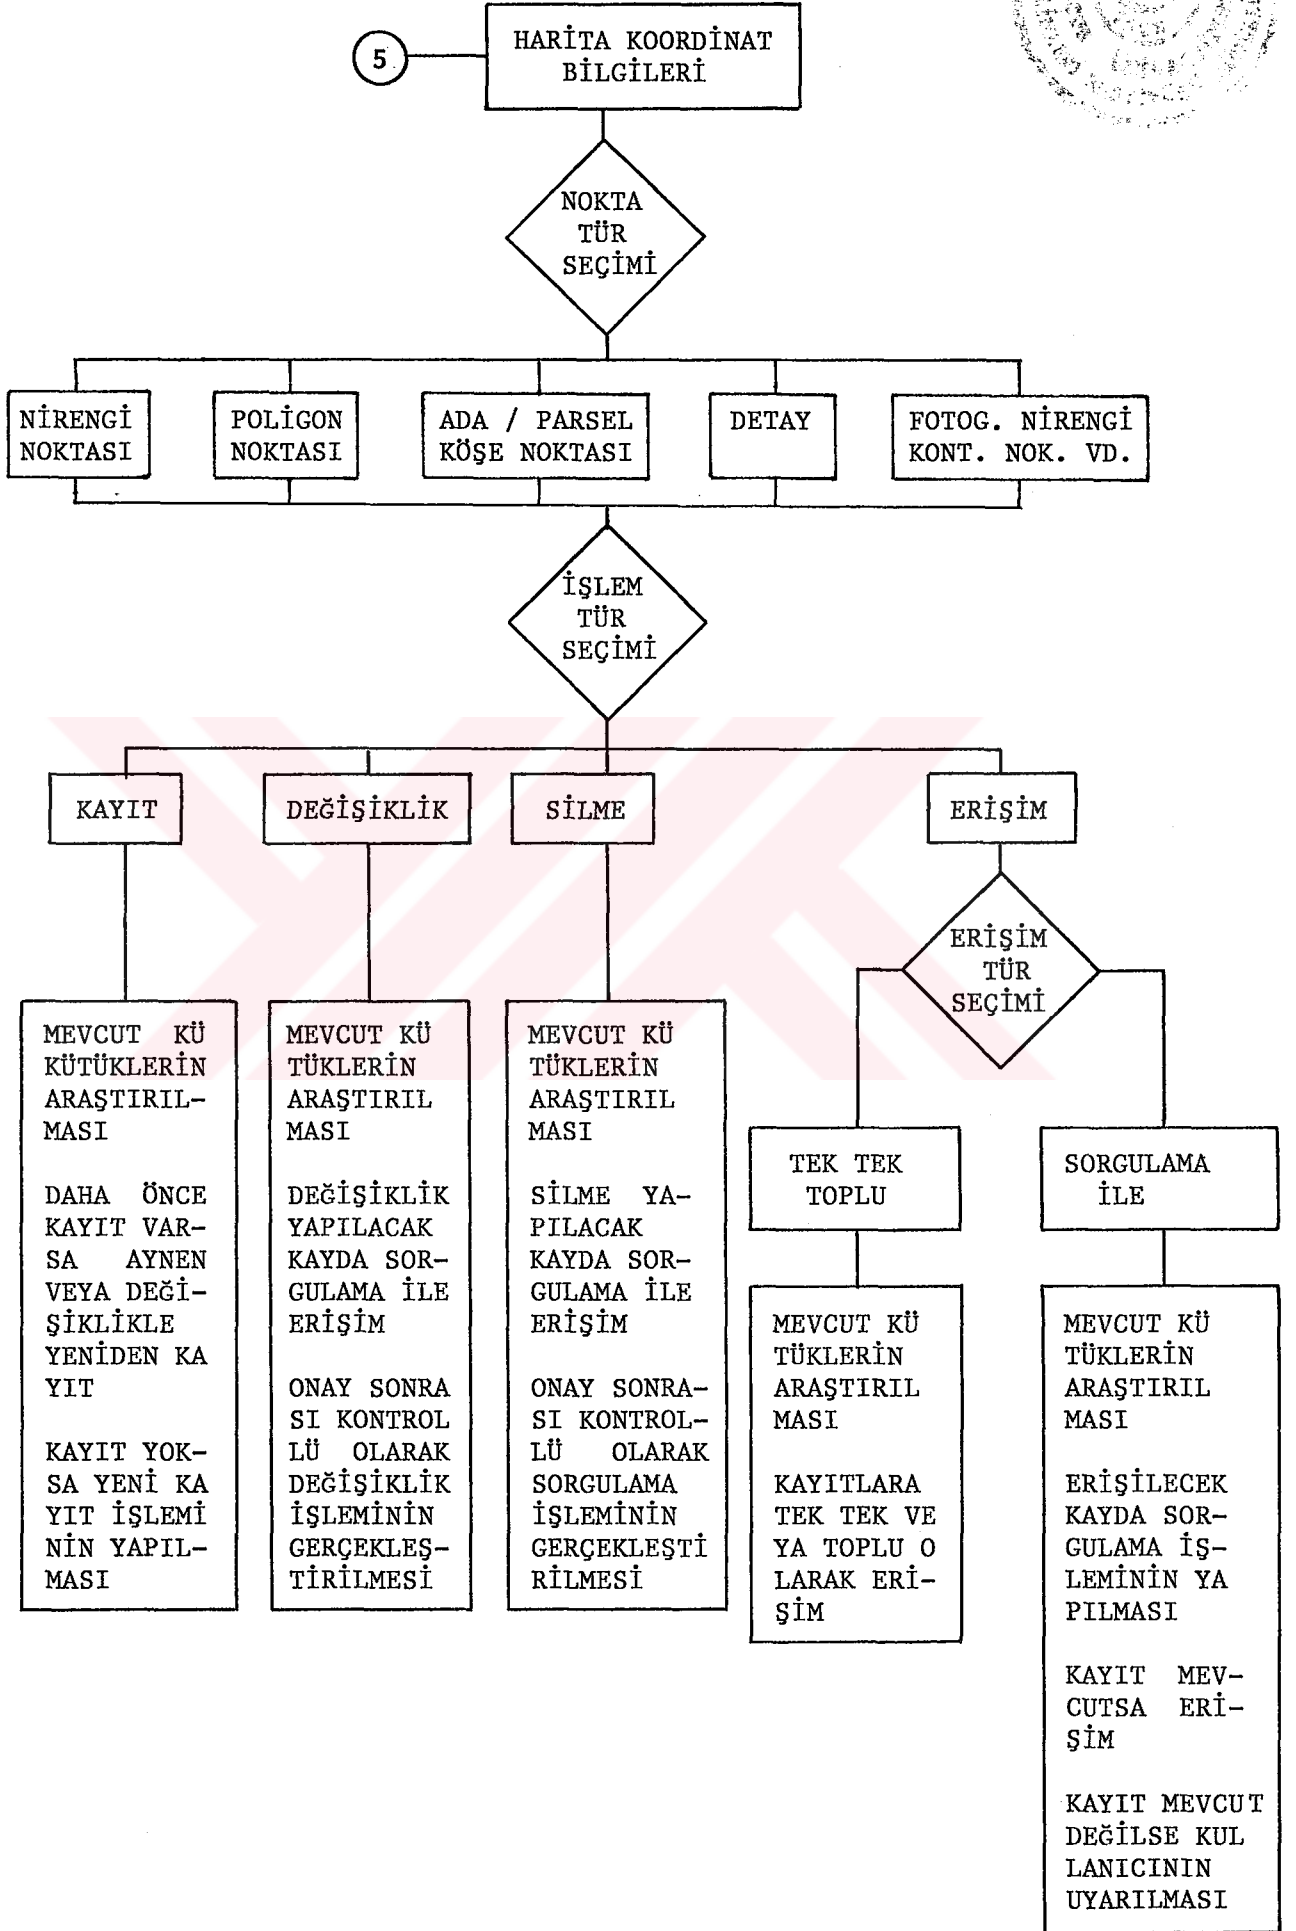 5
HARİTA KOORDİNAT
BİLGİLERİ
NOKTA
TÜR
SEÇİMİ
NİRENGİ
NOKTASI
POLİGON
NOKTASI
ADA / PARSEL
KÖŞE NOKTASI
DETAY
FOTOG. NİRENGİ
KONT. NOK. VD.
İŞLEM
TÜR
SEÇİMİ
KAYIT
DEĞİŞİKLİK
SİLME
ERİŞİM
ERİŞİM
TÜR
SEÇİMİ
MEVCUT KÜ
KÜTÜKLERİN
ARAŞTIRIL-
MASI
DAHA ÖNCE
KAYIT VAR-
SA AYNEN
VEYA DEĞİ-
ŞİKLİKLE
YENİDEN KA
YIT
KAYIT YOK-
SA YENİ KA
YIT İŞLEMİ
NİN YAPIL-
MASI
MEVCUT KÜ
TÜKLERİN
ARAŞTIRIL
MASI
DEĞİŞİKLİK
YAPILACAK
KAYDA SOR-
GULAMA İLE
ERİŞİM
ONAY SONRA
SI KONTROL
LÜ OLARAK
DEĞİŞİKLİK
İŞLEMİNİN
GERÇEKLEŞ-
TİRİLMESİ
MEVCUT KÜ
TÜKLERİN
ARAŞTIRIL
MASI
SİLME YA-
PILACAK
KAYDA SOR-
GULAMA İLE
ERİŞİM
ONAY SONRA-
SI KONTROL-
LÜ OLARAK
SORGULAMA
İŞLEMİNİN
GERÇEKLEŞTİ
RİLMESİ
TEK TEK
TOPLU
MEVCUT KÜ
TÜKLERİN
ARAŞTIRIL
MASI
KAYITLARA
TEK TEK VE
YA TOPLU O
LARAK ERİ-
ŞİM
SORGULAMA
İLE
MEVCUT KÜ
TÜKLERİN
ARAŞTIRIL
MASI
ERİŞİLECEK
KAYDA SOR-
GULAMA İŞ-
LEMİNİN YA
PILMASI
KAYIT MEV-
CUTSA ERİ-
ŞİM
KAYIT MEVCUT
DEĞİLSE KUL
LANICININ
UYARILMASI